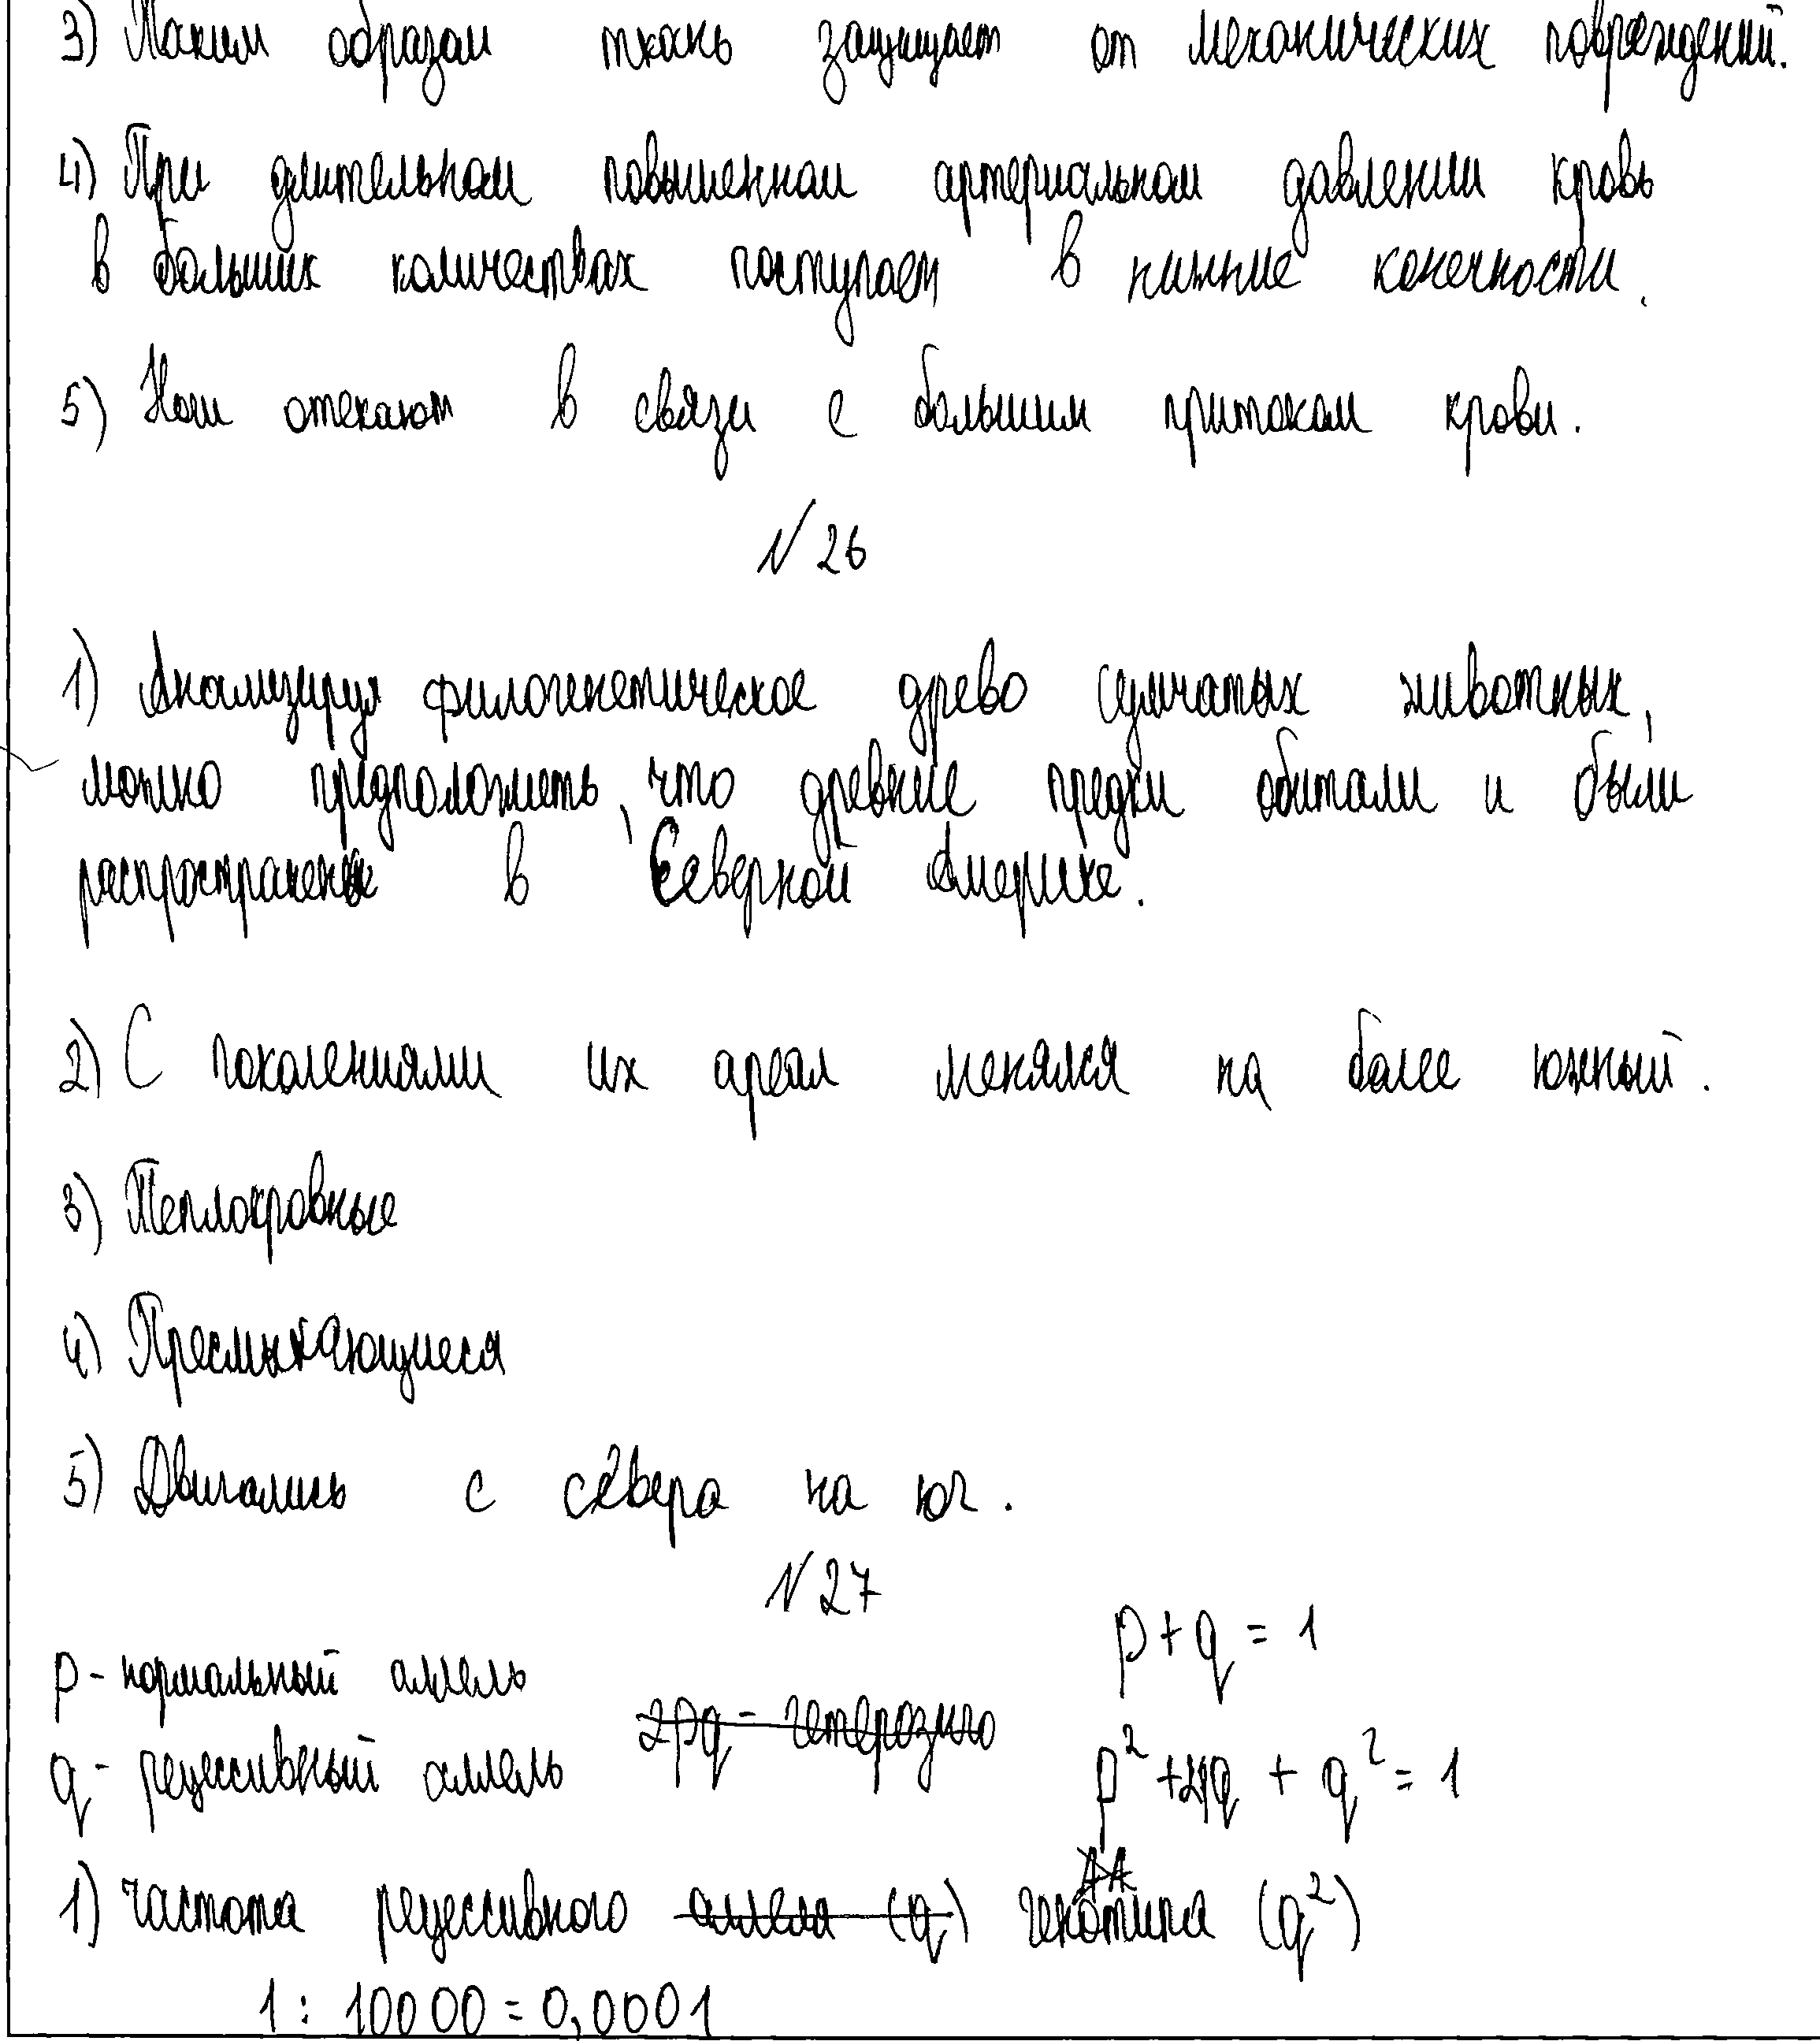 3) Таким образом ткань защищает от механических повреждений.
4) При длительном повышенном артериальном давлении кровь
в больших количествах поступает в нижние конечности.
5) Ноги отекают в связи с большим притоком крови.
№ 26
1) Анализируя филогенетическое древо сумчатых животных,
можно предположить, что древние предки обитали и были
распространены в Северной Америке.
2) С поколениями их ареал менялся на более южный.
3) Теплокровные
4) Пресмыкающиеся
5) Двигались с севера на юг.
№ 27
p + q = 1
p - нормальный аллель
2pq - гетерозиго
q - рецессивный аллель
p² + 2pq + q² = 1
AA
1) частота рецессивного аллеля (q) генотипа (q²)
1 : 10000 = 0,0001